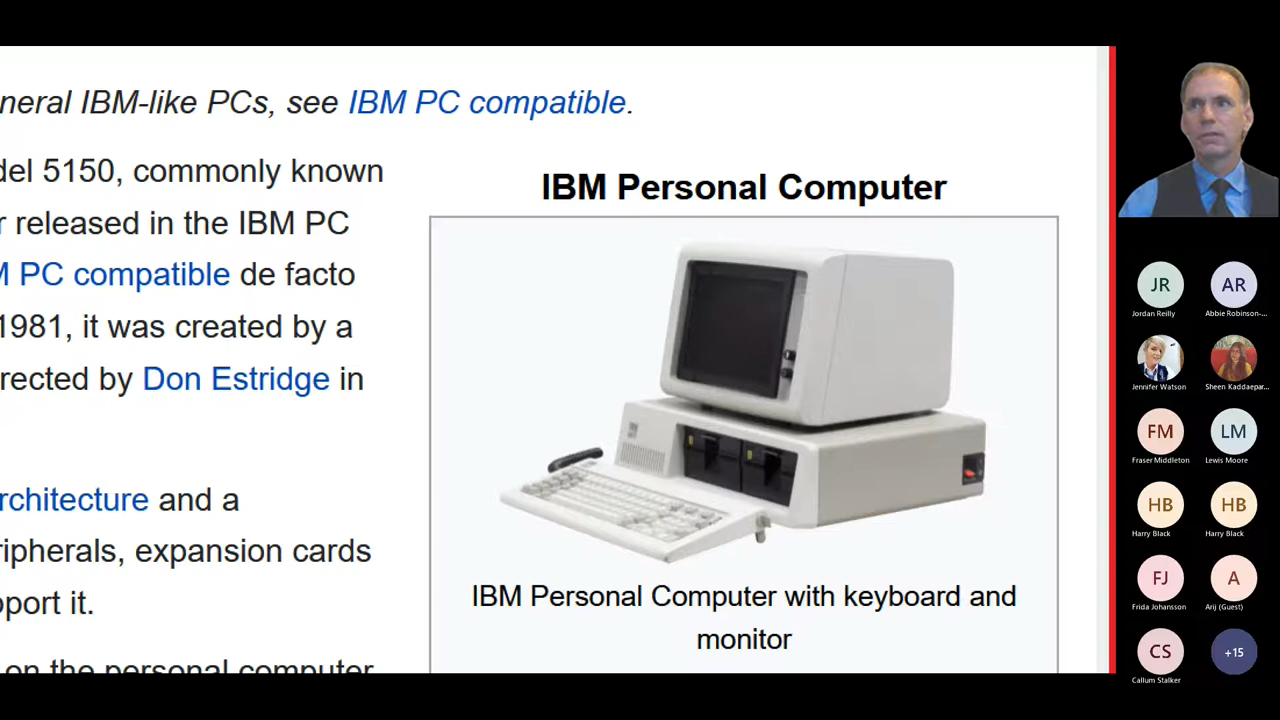 neral IBM-like PCs, see IBM PC compatible.
del 5150, commonly known
r released in the IBM PC
M PC compatible de facto
1981, it was created by a
rected by Don Estridge in
rchitecture and a
ripherals, expansion cards
pport it.
on the personal computer
IBM Personal Computer
IBM Personal Computer with keyboard and
monitor
JR
AR
Jordan Reilly
Abbie Robinson-...
Jennifer Watson
Sheen Kaddaepar...
FM
LM
Fraser Middleton
Lewis Moore
HB
HB
Harry Black
Harry Black
FJ
A
Frida Johansson
Arij (Guest)
CS
+15
Callum Stalker